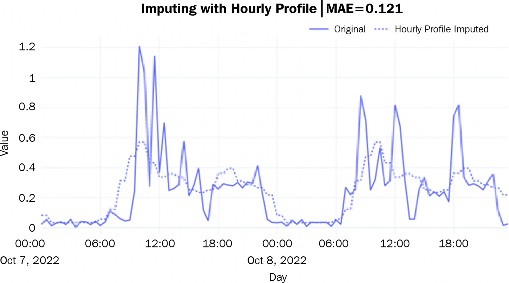 Imputing with Hourly Profile | MAE=0.121
Original Hourly Profile Imputed
1.2
1
0.8
0.6
0.4
0.2
0
Value
00:00 06:00 12:00 18:00 00:00 06:00 12:00 18:00
Oct 7, 2022 Oct 8, 2022
Day